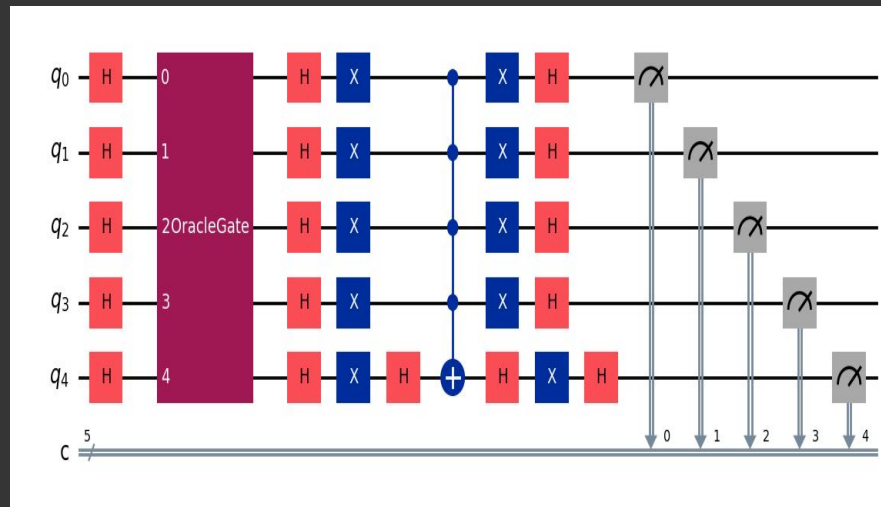 q0 H 0 H X X H
q1 H 1 H X X H
q2 H 2OracleGate H X X H
q3 H 3 H X X H
q4 H 4 H X H + H X H
5 0 1 2 3 4
c